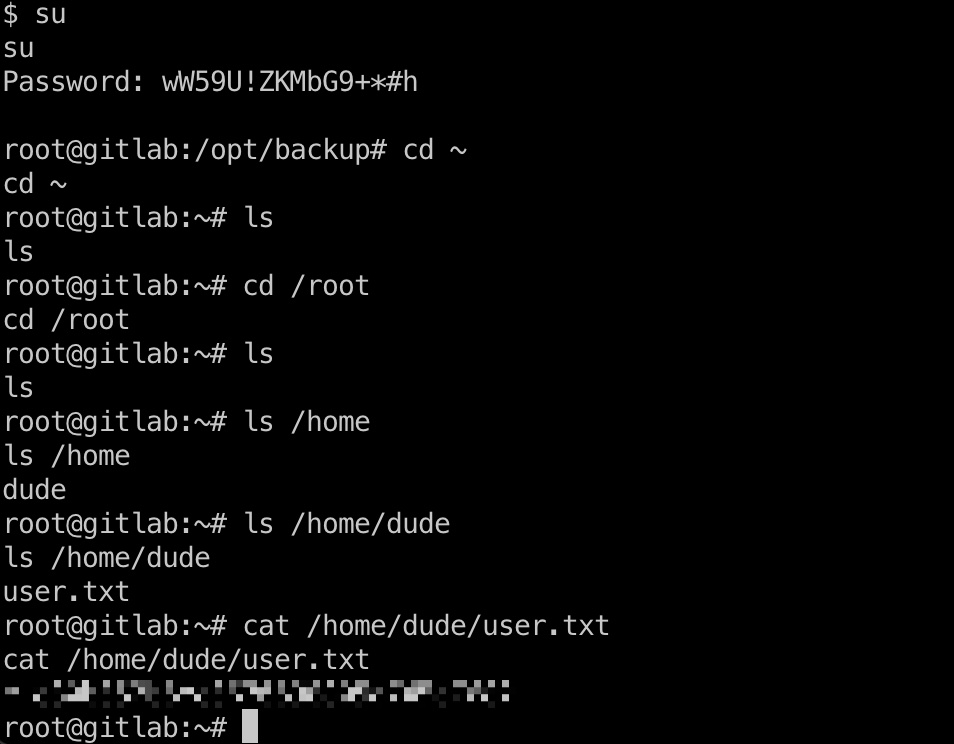 $ su
su
Password: wW59U!ZKMbG9+*#h
root@gitlab:/opt/backup# cd ~
cd ~
root@gitlab:~# ls
ls
root@gitlab:~# cd /root
cd /root
root@gitlab:~# ls
ls
root@gitlab:~# ls /home
ls /home
dude
root@gitlab:~# ls /home/dude
ls /home/dude
user.txt
root@gitlab:~# cat /home/dude/user.txt
cat /home/dude/user.txt
root@gitlab:~#